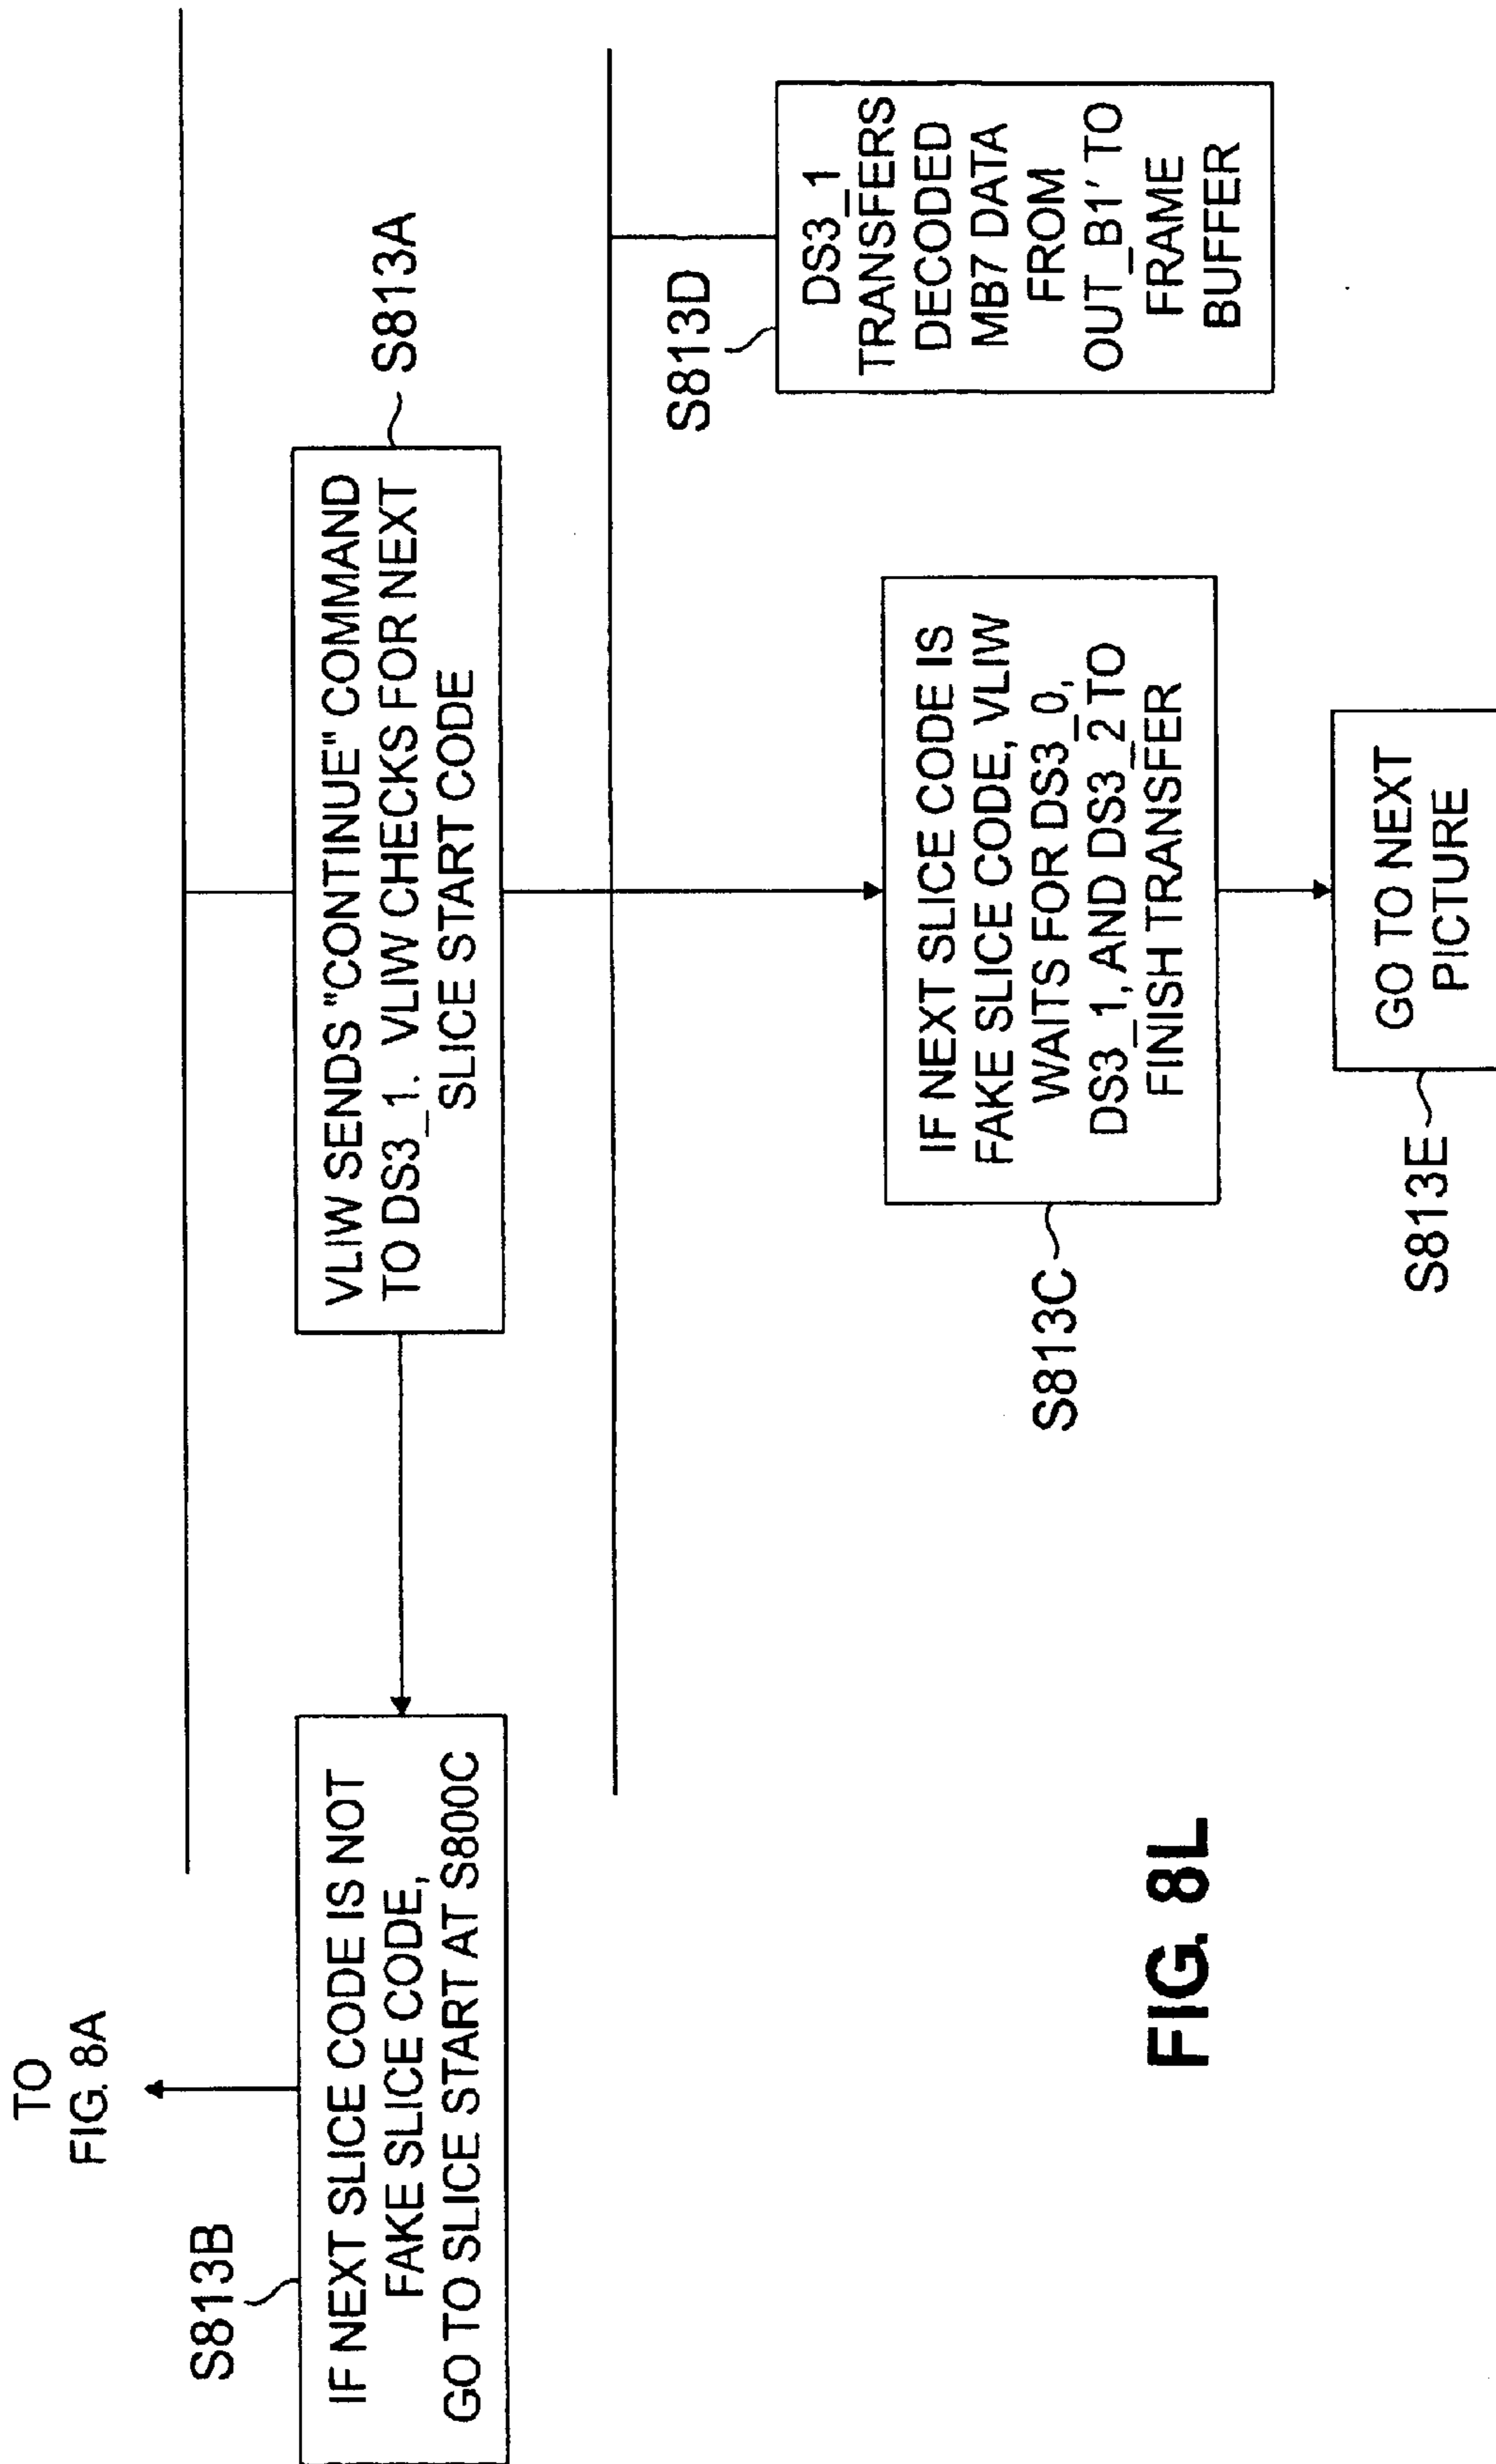 TO
FIG. 8A
S813B
IF NEXT SLICE CODE IS NOT
FAKE SLICE CODE,
GO TO SLICE START AT S800C
VLIW SENDS "CONTINUE" COMMAND
TO DS3_1. VLIW CHECKS FOR NEXT
SLICE START CODE
S813A
S813D
DS3_1
TRANSFERS
DECODED
MB7 DATA
FROM
OUT_B1' TO
FRAME
BUFFER
IF NEXT SLICE CODE IS
FAKE SLICE CODE, VLIW
WAITS FOR DS3_0,
DS3_1, AND DS3_2 TO
FINISH TRANSFER
S813C
GO TO NEXT
PICTURE
S813E
FIG. 8L